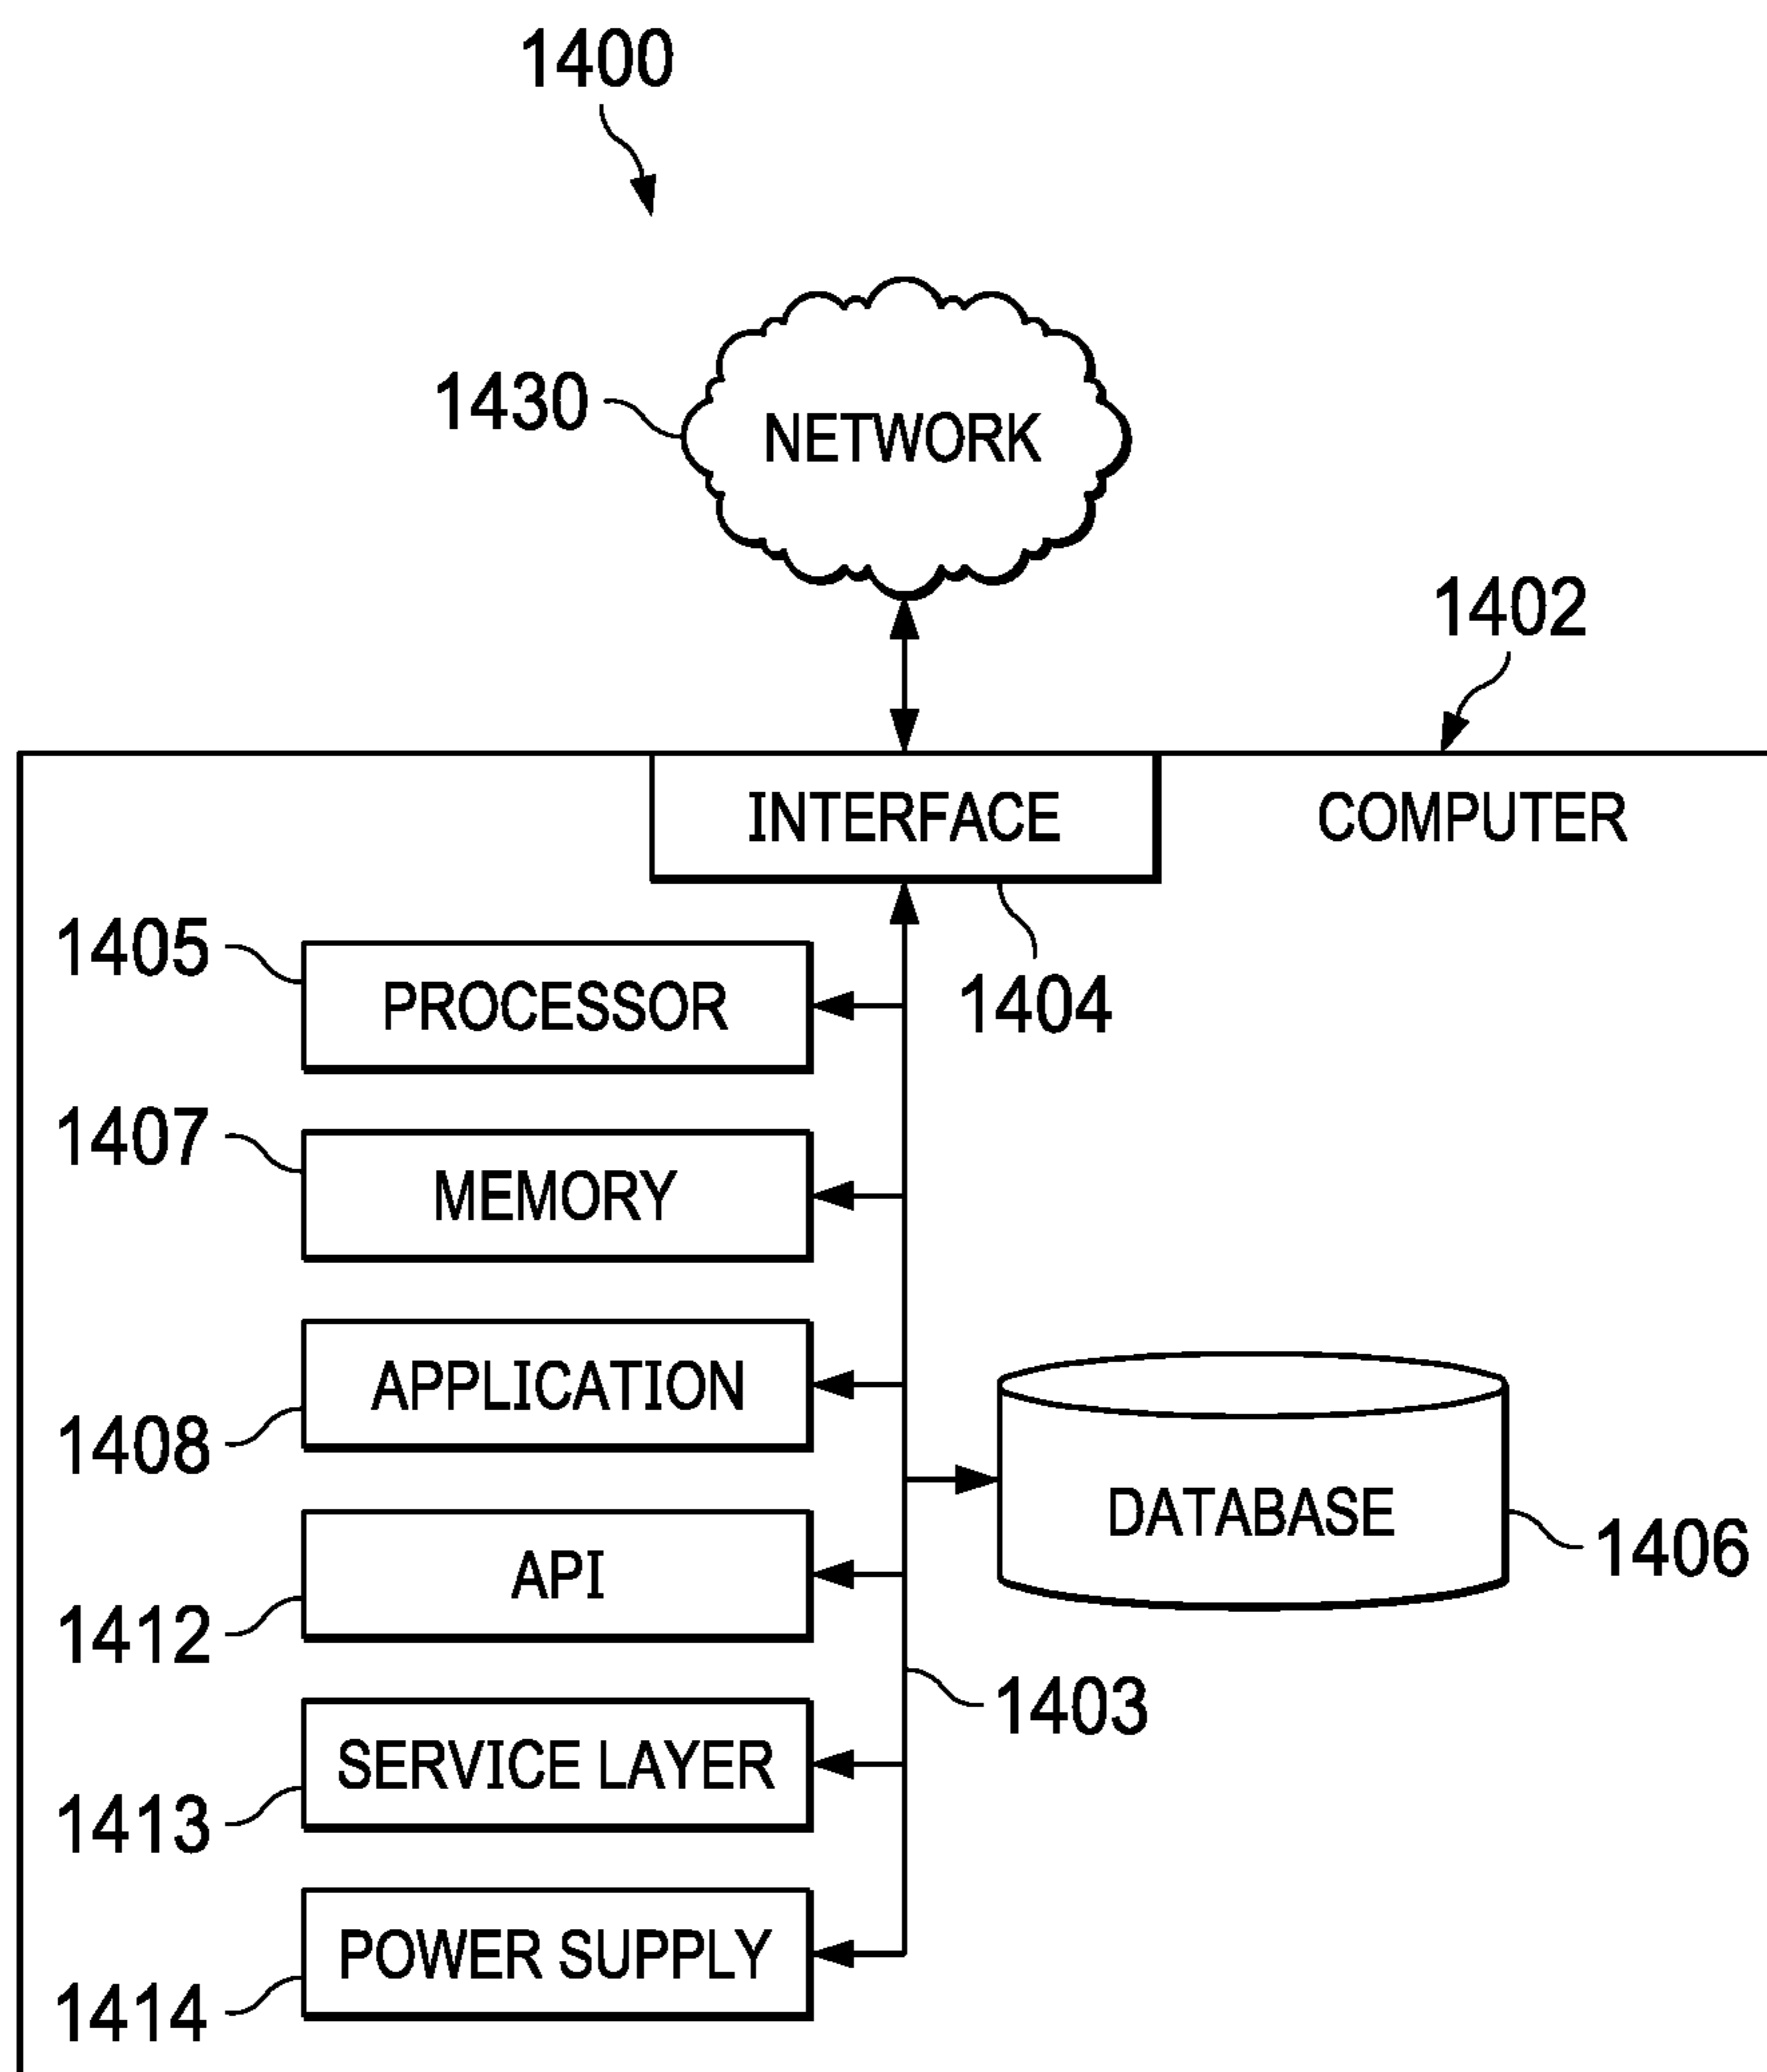 1400
1430
NETWORK
1402
INTERFACE
COMPUTER
1405
PROCESSOR
1404
1407
MEMORY
APPLICATION
1408
DATABASE
1406
API
1412
1403
SERVICE LAYER
1413
POWER SUPPLY
1414